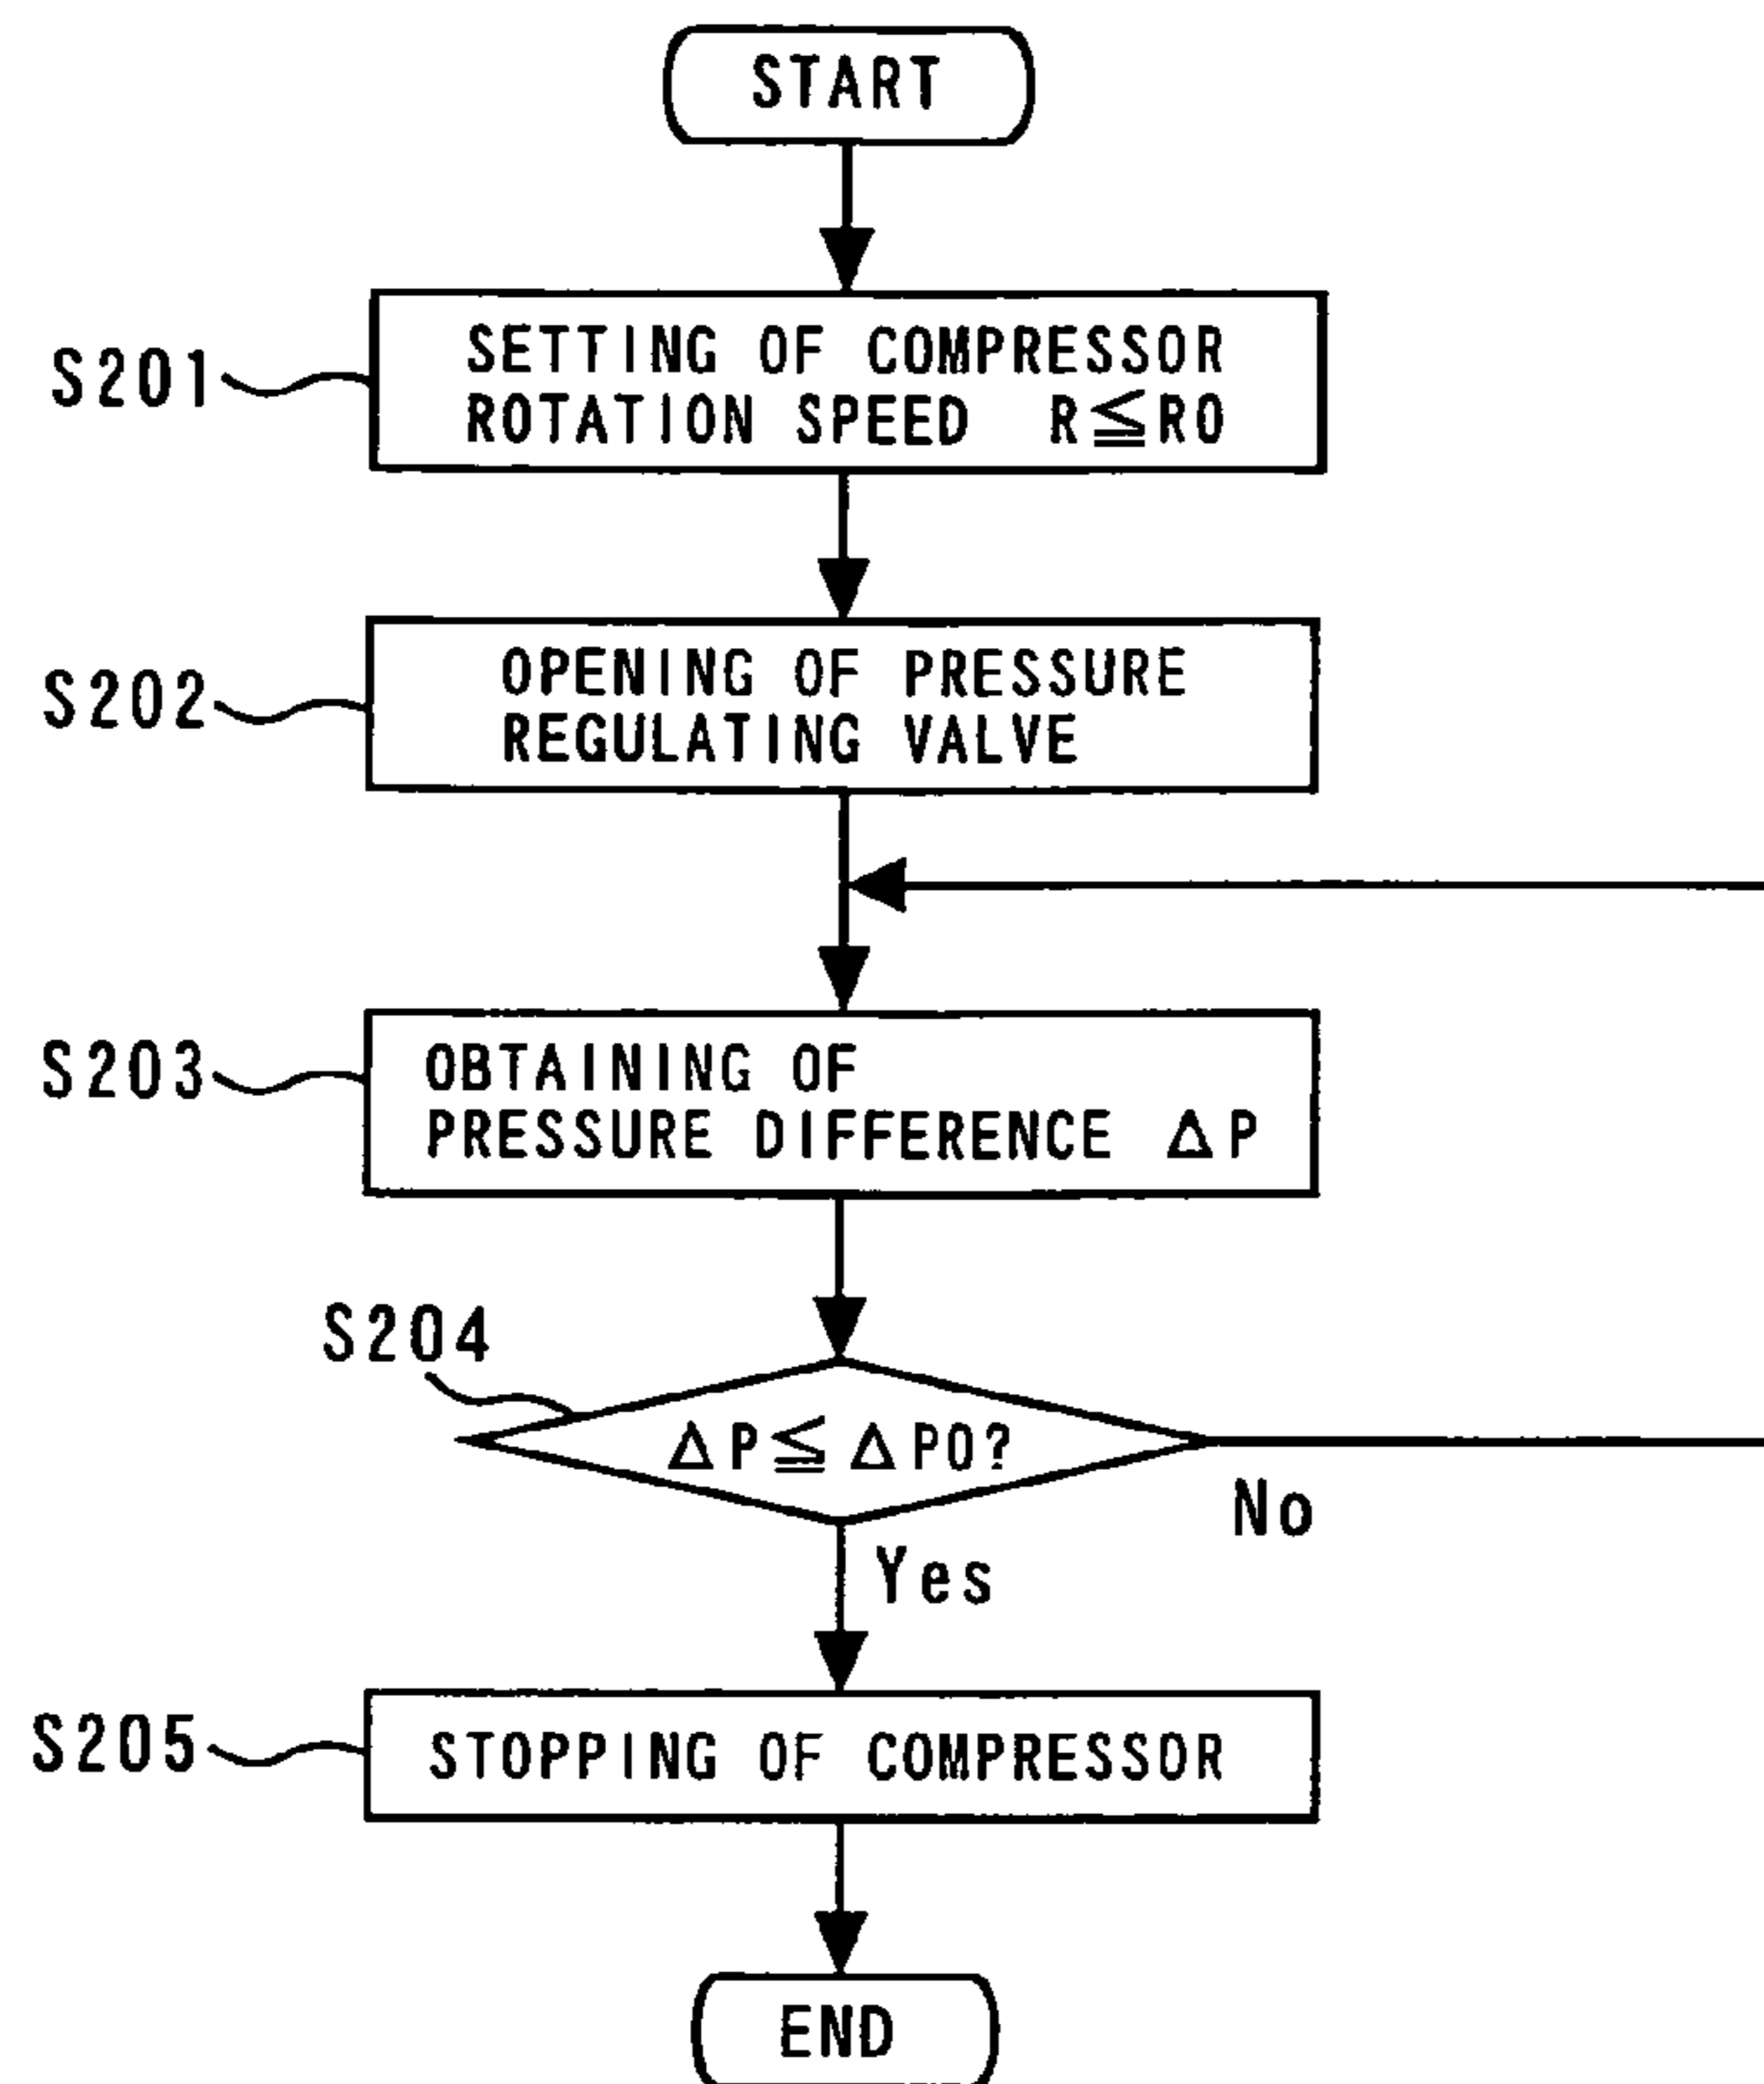 START
S201
SETTING OF COMPRESSOR
ROTATION SPEED R≦R0
S202
OPENING OF PRESSURE
REGULATING VALVE
S203
OBTAINING OF
PRESSURE DIFFERENCE ΔP
S204
ΔP≦ΔP0?
No
Yes
S205
STOPPING OF COMPRESSOR
END